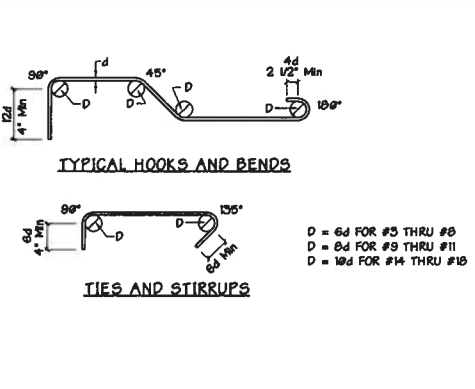 4d
2 1/2" Min
d
90°
45°
D
D
D
D
180°
12d
4" Min
TYPICAL HOOKS AND BENDS
90°
135°
D
D
6d
4" Min
6d Min
D = 6d FOR #3 THRU #8
D = 8d FOR #9 THRU #11
D = 10d FOR #14 THRU #18
TIES AND STIRRUPS